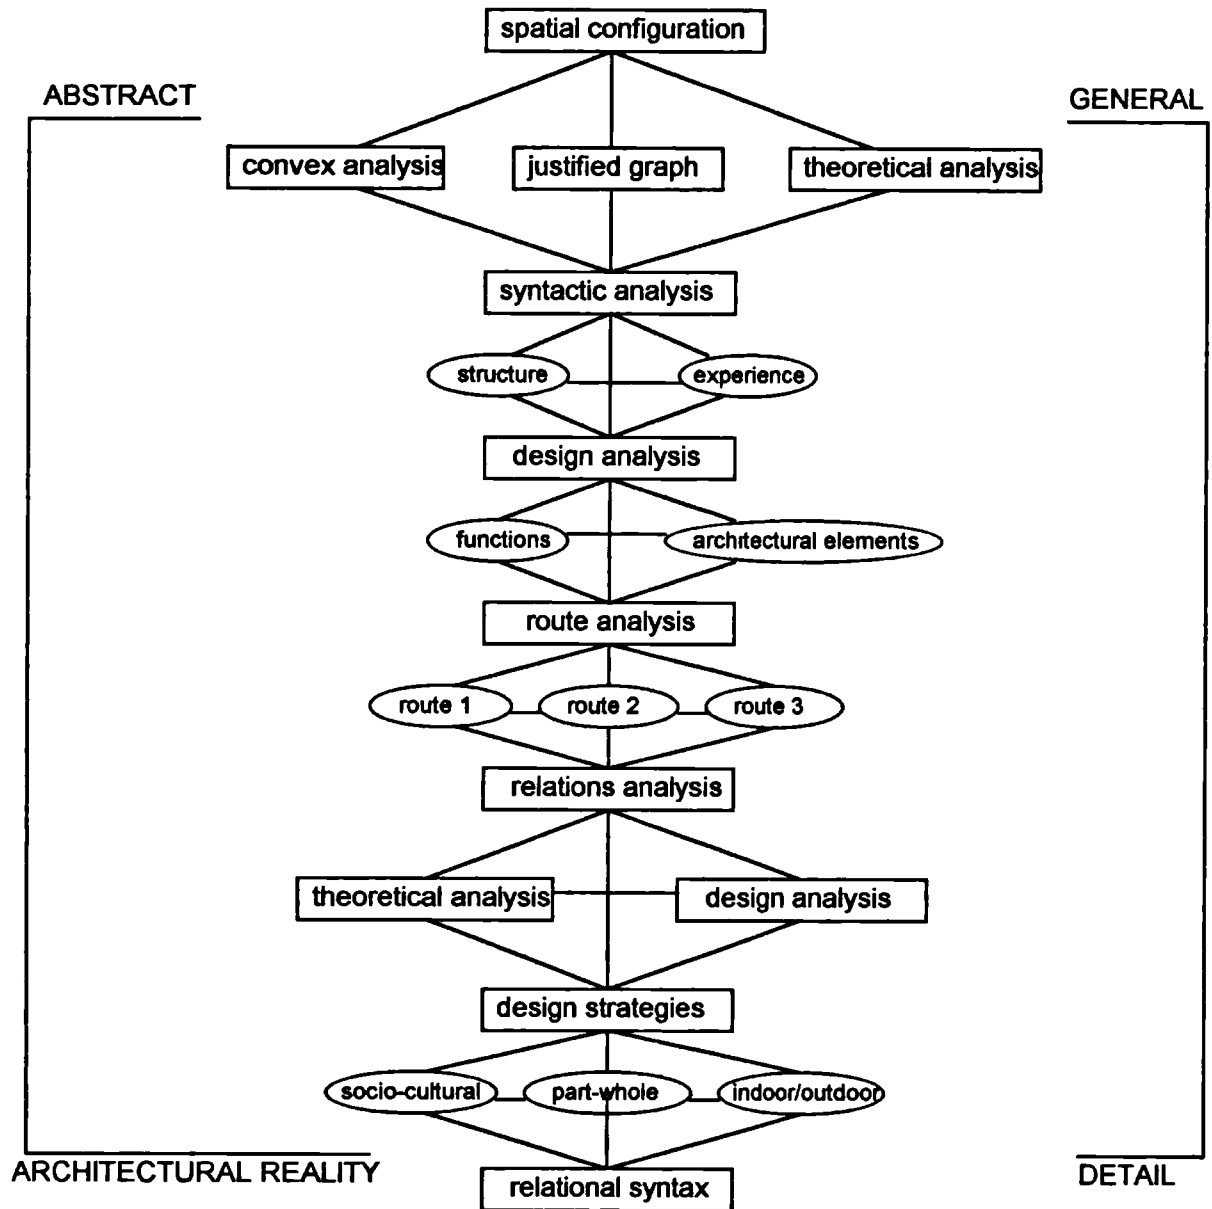 spatial configuration
ABSTRACT
GENERAL
convex analysis
justified graph
theoretical analysis
syntactic analysis
structure
experience
design analysis
functions
architectural elements
route analysis
route 1
route 2
route 3
relations analysis
theoretical analysis
design analysis
design strategies
socio-cultural
part-whole
indoor/outdoor
ARCHITECTURAL REALITY
DETAIL
relational syntax